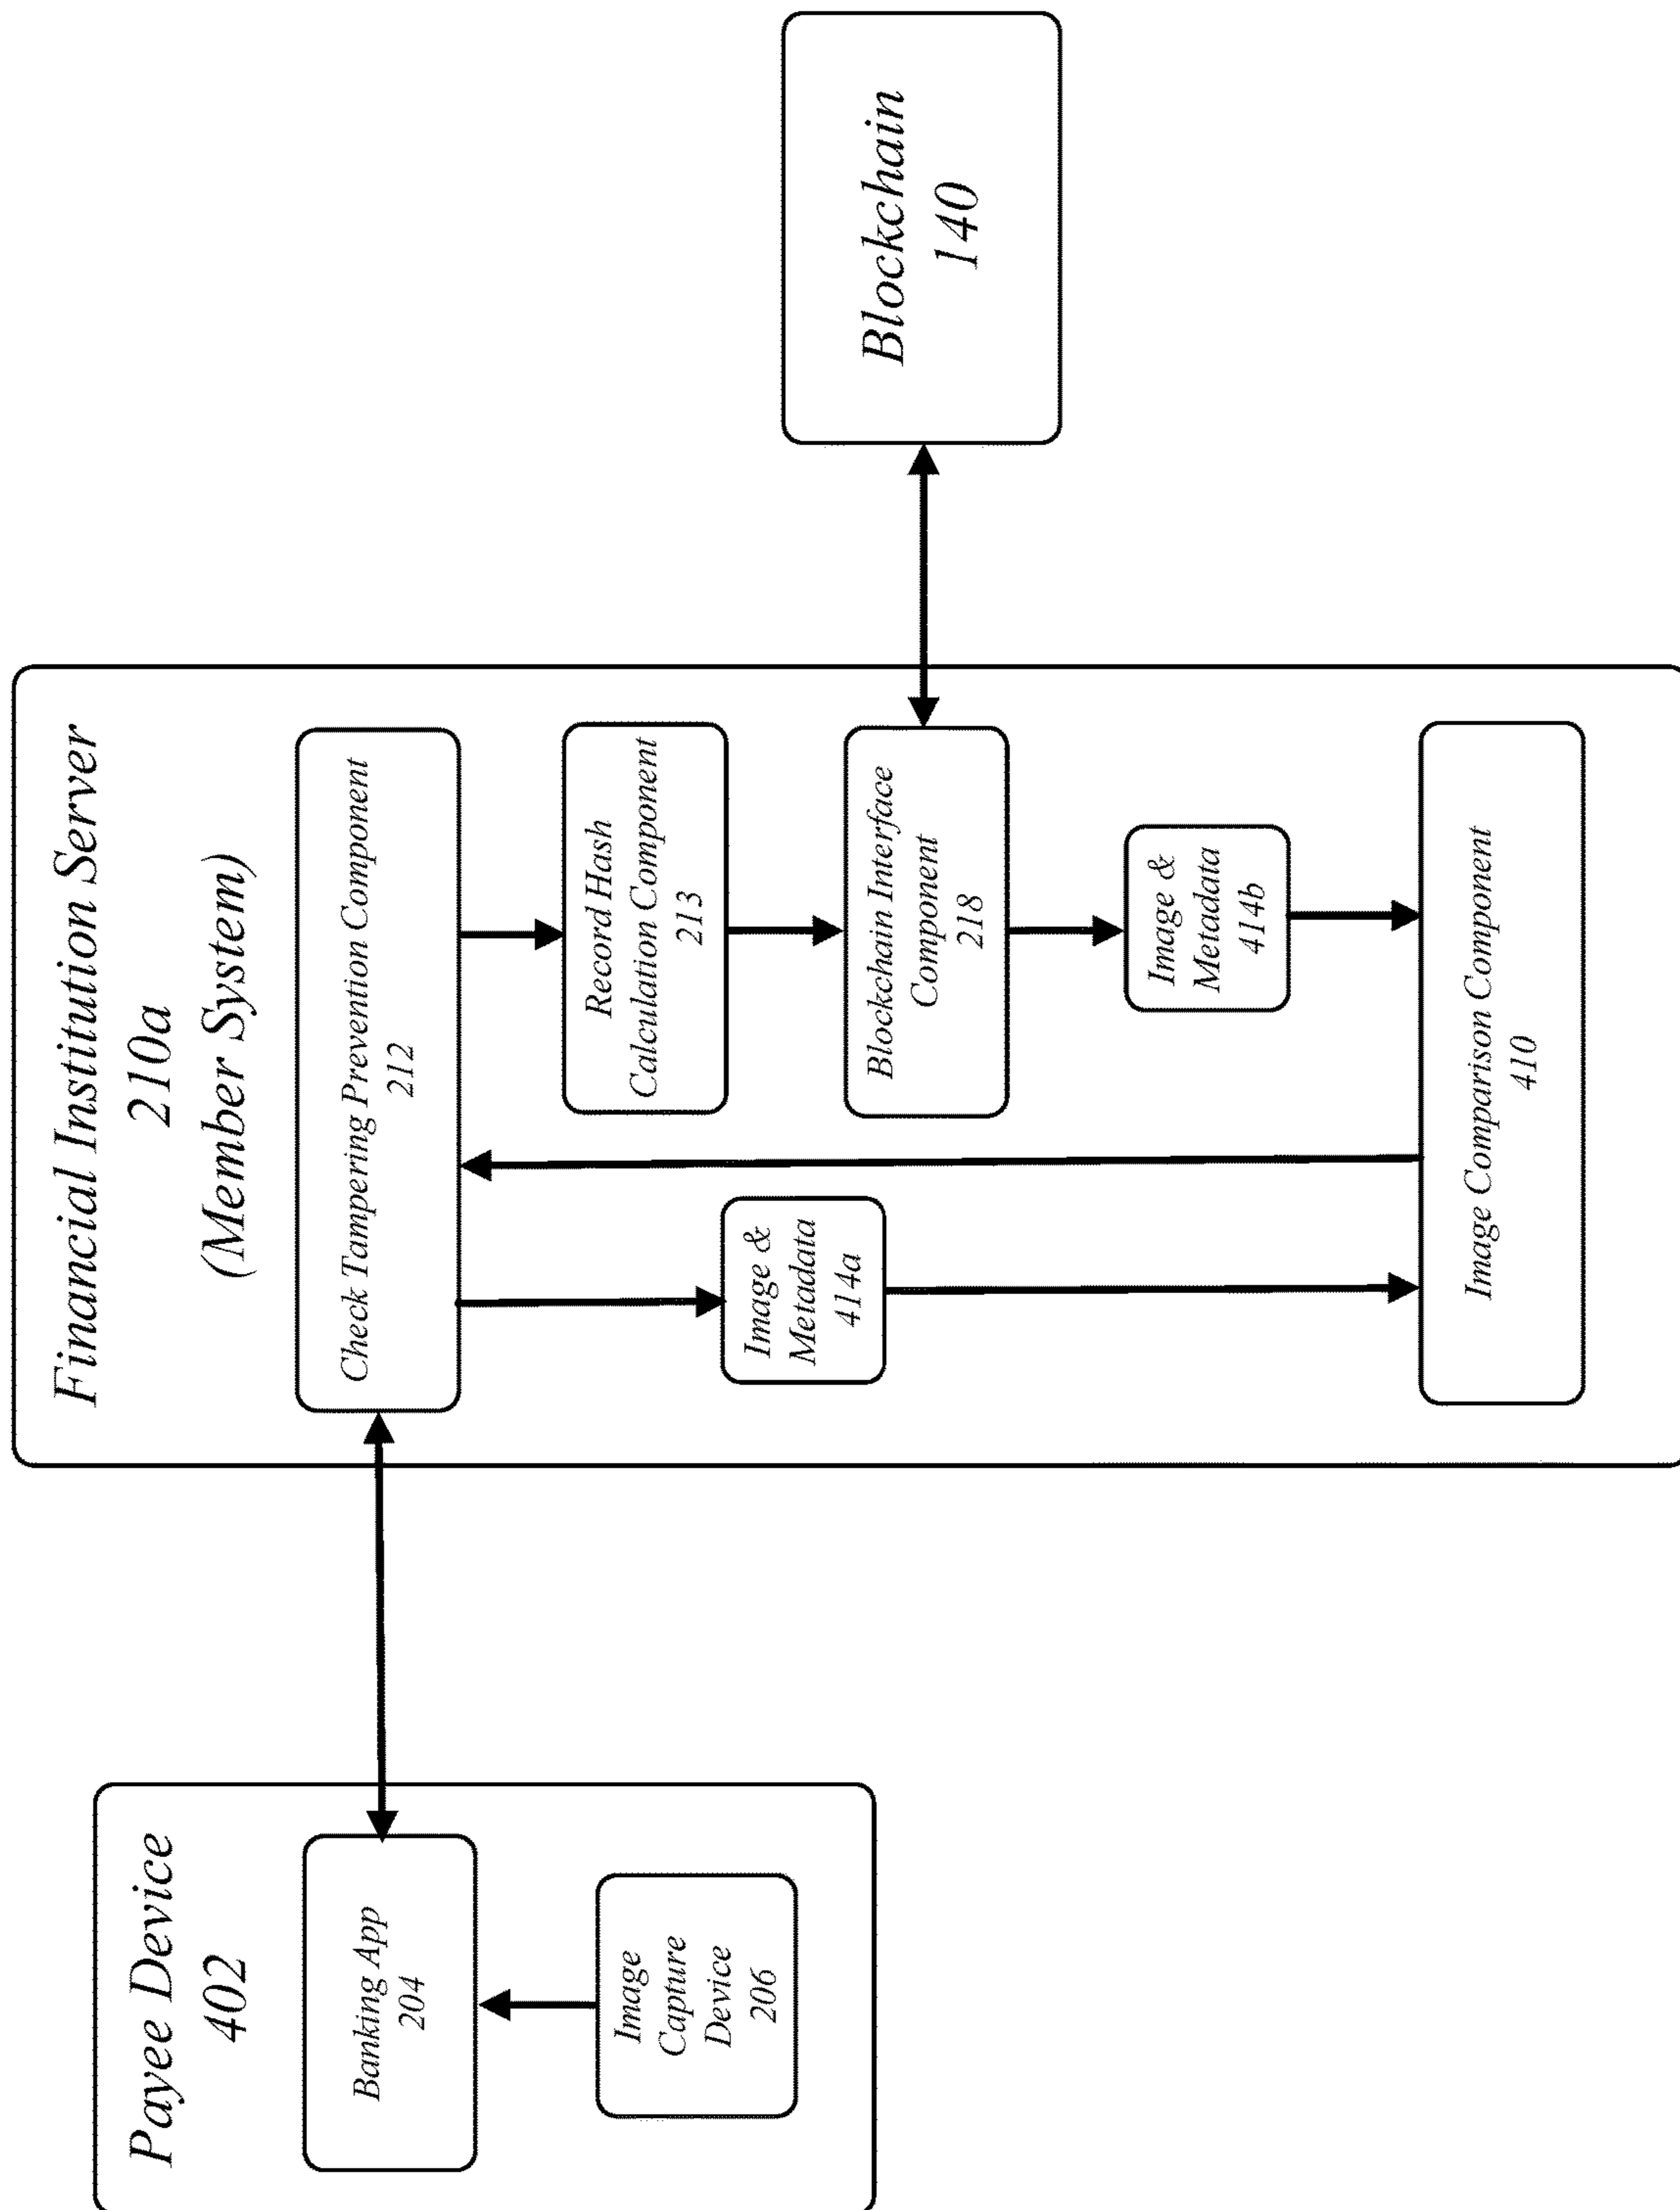 Payee Device
402
Banking App
204
Image
Capture
Device
206
Financial Institution Server
210a
(Member System)
Check Tampering Prevention Component
212
Record Hash
Calculation Component
213
Image &
Metadata
414a
Blockchain Interface
Component
218
Image &
Metadata
414b
Image Comparison Component
410
Blockchain
140